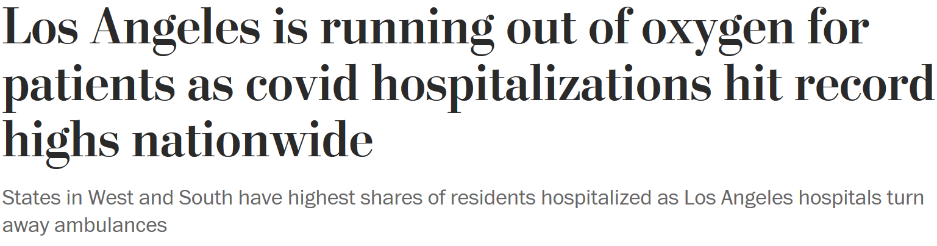 Los Angeles is running out of oxygen for
patients as covid hospitalizations hit record
highs nationwide
States in West and South have highest shares of residents hospitalized as Los Angeles hospitals turn
away ambulances